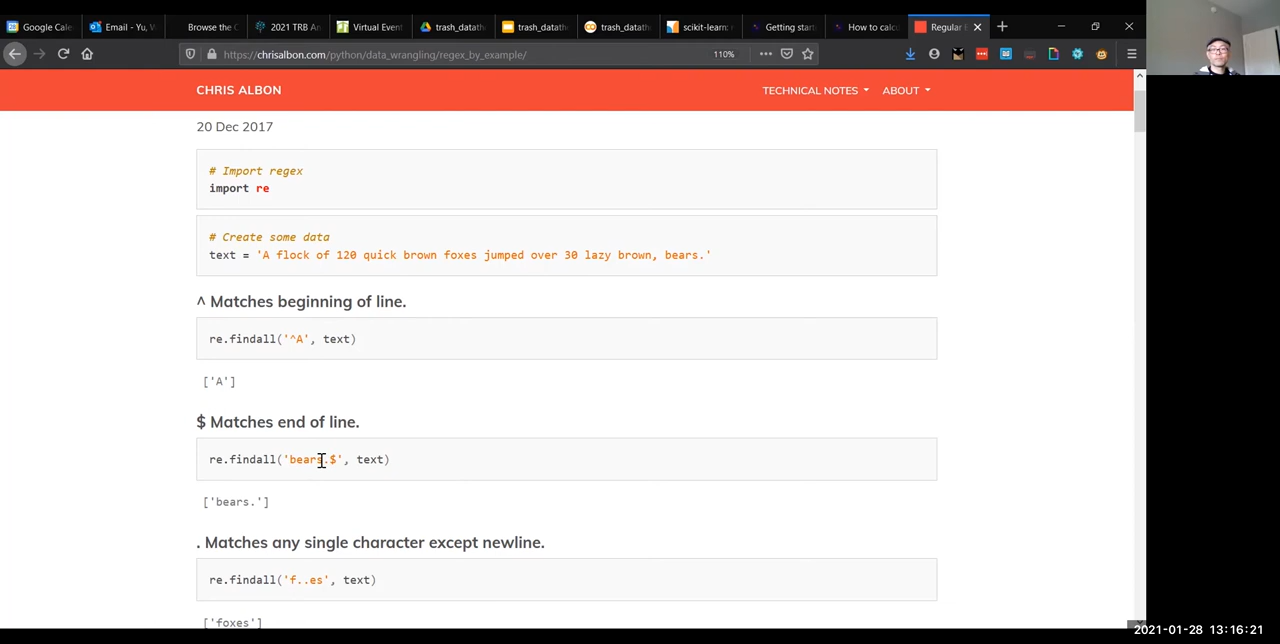 Google Cale
Email - Yu, W
Browse the C
2021 TRB An
Virtual Event
trash_datath
trash_datath
trash_datath
scikit-learn:
Getting start
How to calc
Regular E
https://chrisalbon.com/python/data_wrangling/regex_by_example/
110%
CHRIS ALBON
TECHNICAL NOTES
ABOUT
20 Dec 2017
# Import regex
import re
# Create some data
text = 'A flock of 120 quick brown foxes jumped over 30 lazy brown, bears.'
^ Matches beginning of line.
re.findall('^A', text)
['A']
$ Matches end of line.
re.findall('bears.$', text)
['bears.']
. Matches any single character except newline.
re.findall('f..es', text)
['foxes']
2021-01-28 13:16:21